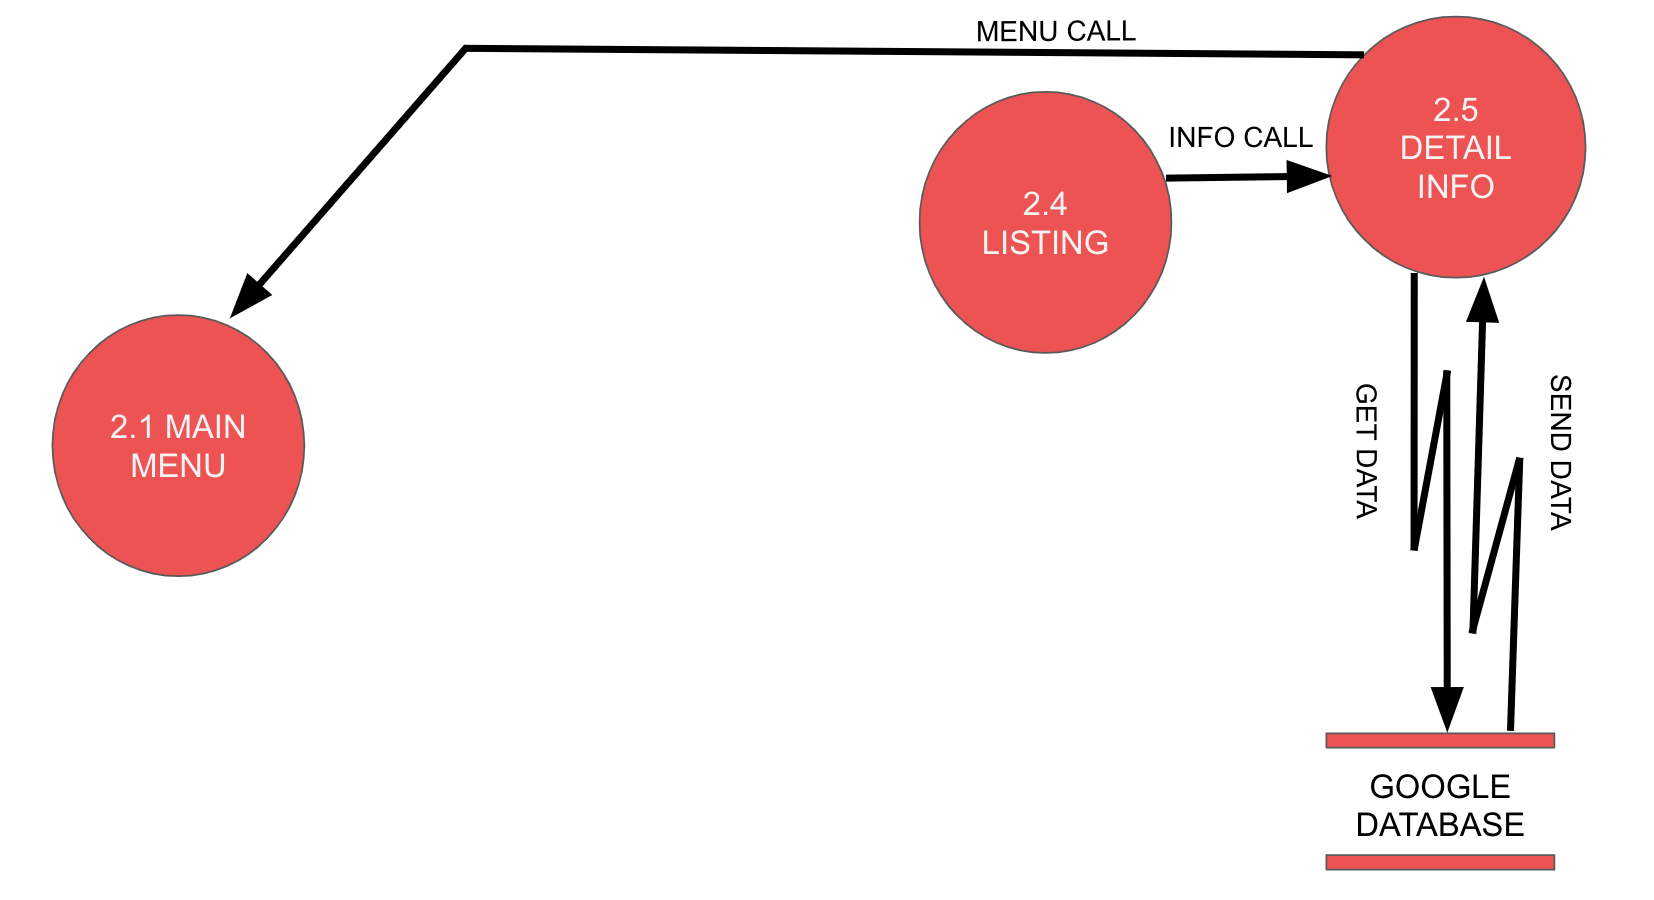 MENU CALL
2.5
DETAIL
INFO
INFO CALL
2.4
LISTING
2.1 MAIN
MENU
GET DATA
SEND DATA
GOOGLE
DATABASE